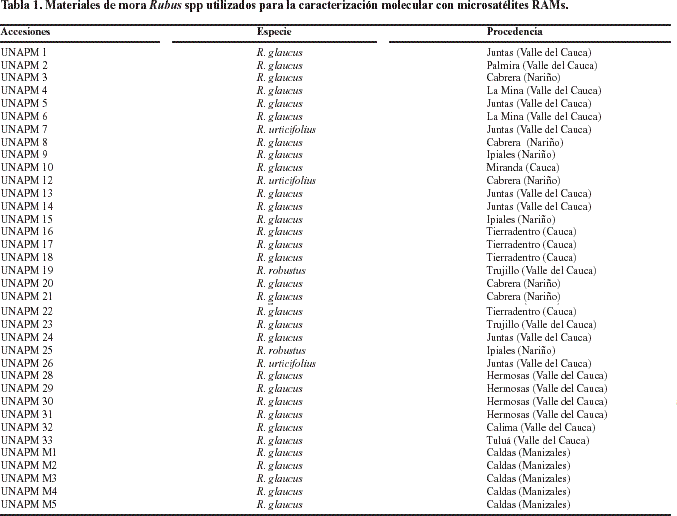 Tabla 1. Materiales de mora Rubus spp utilizados para la caracterización molecular con microsatélites RAMs.
Accesiones Especie Procedencia
UNAPM 1 R. glaucus Juntas (Valle del Cauca)
UNAPM 2 R. glaucus Palmira (Valle del Cauca)
UNAPM 3 R. glaucus Cabrera (Nariño)
UNAPM 4 R. glaucus La Mina (Valle del Cauca)
UNAPM 5 R. glaucus Juntas (Valle del Cauca)
UNAPM 6 R. glaucus La Mina (Valle del Cauca)
UNAPM 7 R. urticifolius Juntas (Valle del Cauca)
UNAPM 8 R. glaucus Cabrera (Nariño)
UNAPM 9 R. glaucus Ipiales (Nariño)
UNAPM 10 R. glaucus Miranda (Cauca)
UNAPM 12 R. urticifolius Cabrera (Nariño)
UNAPM 13 R. glaucus Juntas (Valle del Cauca)
UNAPM 14 R. glaucus Juntas (Valle del Cauca)
UNAPM 15 R. glaucus Ipiales (Nariño)
UNAPM 16 R. glaucus Tierradentro (Cauca)
UNAPM 17 R. glaucus Tierradentro (Cauca)
UNAPM 18 R. glaucus Tierradentro (Cauca)
UNAPM 19 R. robustus Trujillo (Valle del Cauca)
UNAPM 20 R. glaucus Cabrera (Nariño)
UNAPM 21 R. glaucus Cabrera (Nariño)
UNAPM 22 R. glaucus Tierradentro (Cauca)
UNAPM 23 R. glaucus Trujillo (Valle del Cauca)
UNAPM 24 R. glaucus Juntas (Valle del Cauca)
UNAPM 25 R. robustus Ipiales (Nariño)
UNAPM 26 R. urticifolius Juntas (Valle del Cauca)
UNAPM 28 R. glaucus Hermosas (Valle del Cauca)
UNAPM 29 R. glaucus Hermosas (Valle del Cauca)
UNAPM 30 R. glaucus Hermosas (Valle del Cauca)
UNAPM 31 R. glaucus Hermosas (Valle del Cauca)
UNAPM 32 R. glaucus Calima (Valle del Cauca)
UNAPM 33 R. glaucus Tuluá (Valle del Cauca)
UNAPM M1 R. glaucus Caldas (Manizales)
UNAPM M2 R. glaucus Caldas (Manizales)
UNAPM M3 R. glaucus Caldas (Manizales)
UNAPM M4 R. glaucus Caldas (Manizales)
UNAPM M5 R. glaucus Caldas (Manizales)